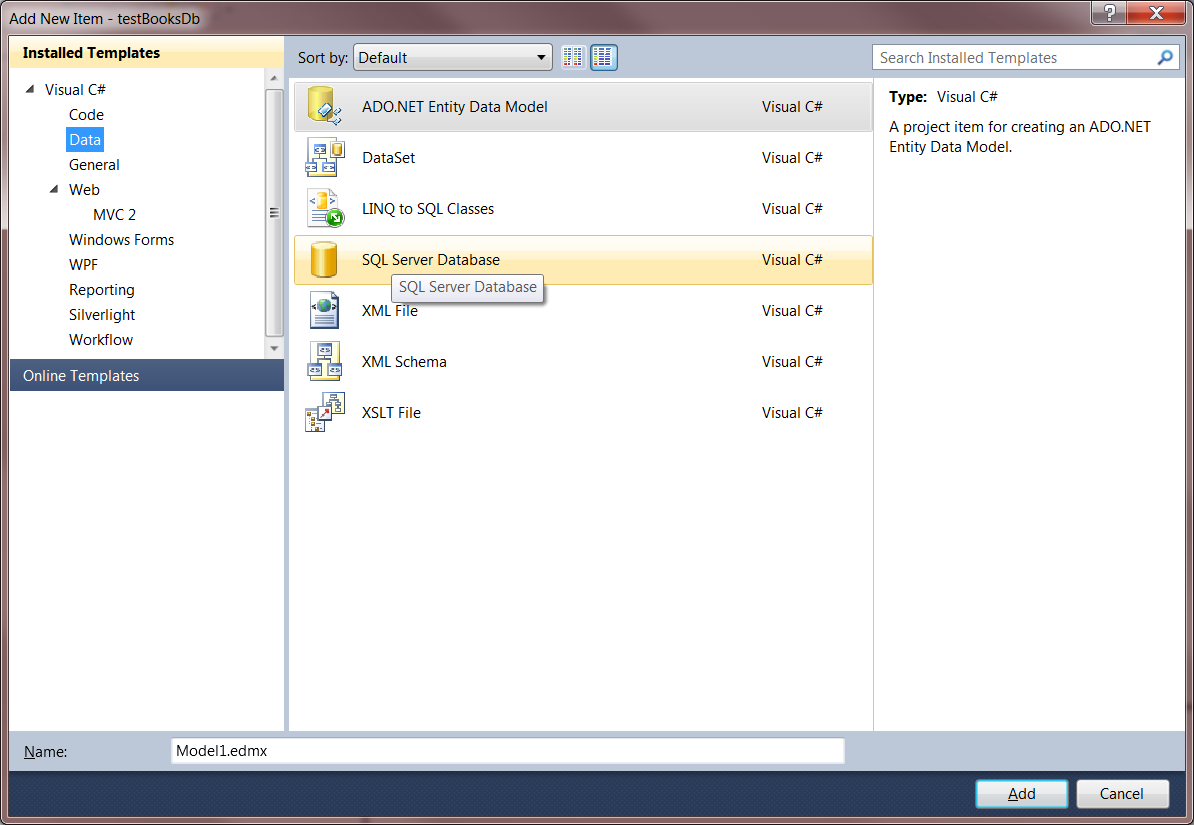 Add New Item - testBooksDb
?
Installed Templates
Sort by: Default
Search Installed Templates
Visual C#
Code
Data
General
Web
MVC 2
Windows Forms
WPF
Reporting
Silverlight
Workflow
Online Templates
ADO.NET Entity Data Model Visual C#
DataSet Visual C#
LINQ to SQL Classes Visual C#
SQL Server Database Visual C#
SQL Server Database
XML File Visual C#
XML Schema Visual C#
XSLT File Visual C#
Type: Visual C#
A project item for creating an ADO.NET
Entity Data Model.
Name: Model1.edmx
Add Cancel